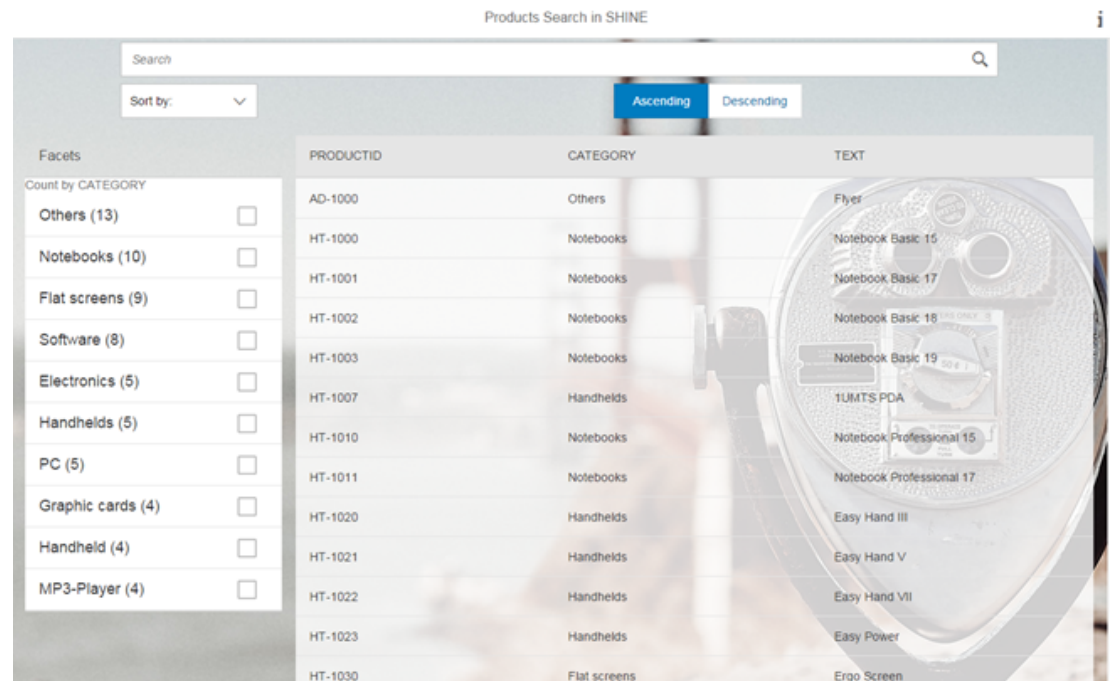 Products Search in SHINE
i
Search
Sort by:
Ascending Descending
Facets
Count by CATEGORY
Others (13)
Notebooks (10)
Flat screens (9)
Software (8)
Electronics (5)
Handhelds (5)
PC (5)
Graphic cards (4)
Handheld (4)
MP3-Player (4)
PRODUCTID CATEGORY TEXT
AD-1000 Others Flyer
HT-1000 Notebooks Notebook Basic 15
HT-1001 Notebooks Notebook Basic 17
HT-1002 Notebooks Notebook Basic 18
HT-1003 Notebooks Notebook Basic 19
HT-1007 Handhelds 1UMTS PDA
HT-1010 Notebooks Notebook Professional 15
HT-1011 Notebooks Notebook Professional 17
HT-1020 Handhelds Easy Hand III
HT-1021 Handhelds Easy Hand V
HT-1022 Handhelds Easy Hand VII
HT-1023 Handhelds Easy Power
HT-1030 Flat screens Ergo Screen